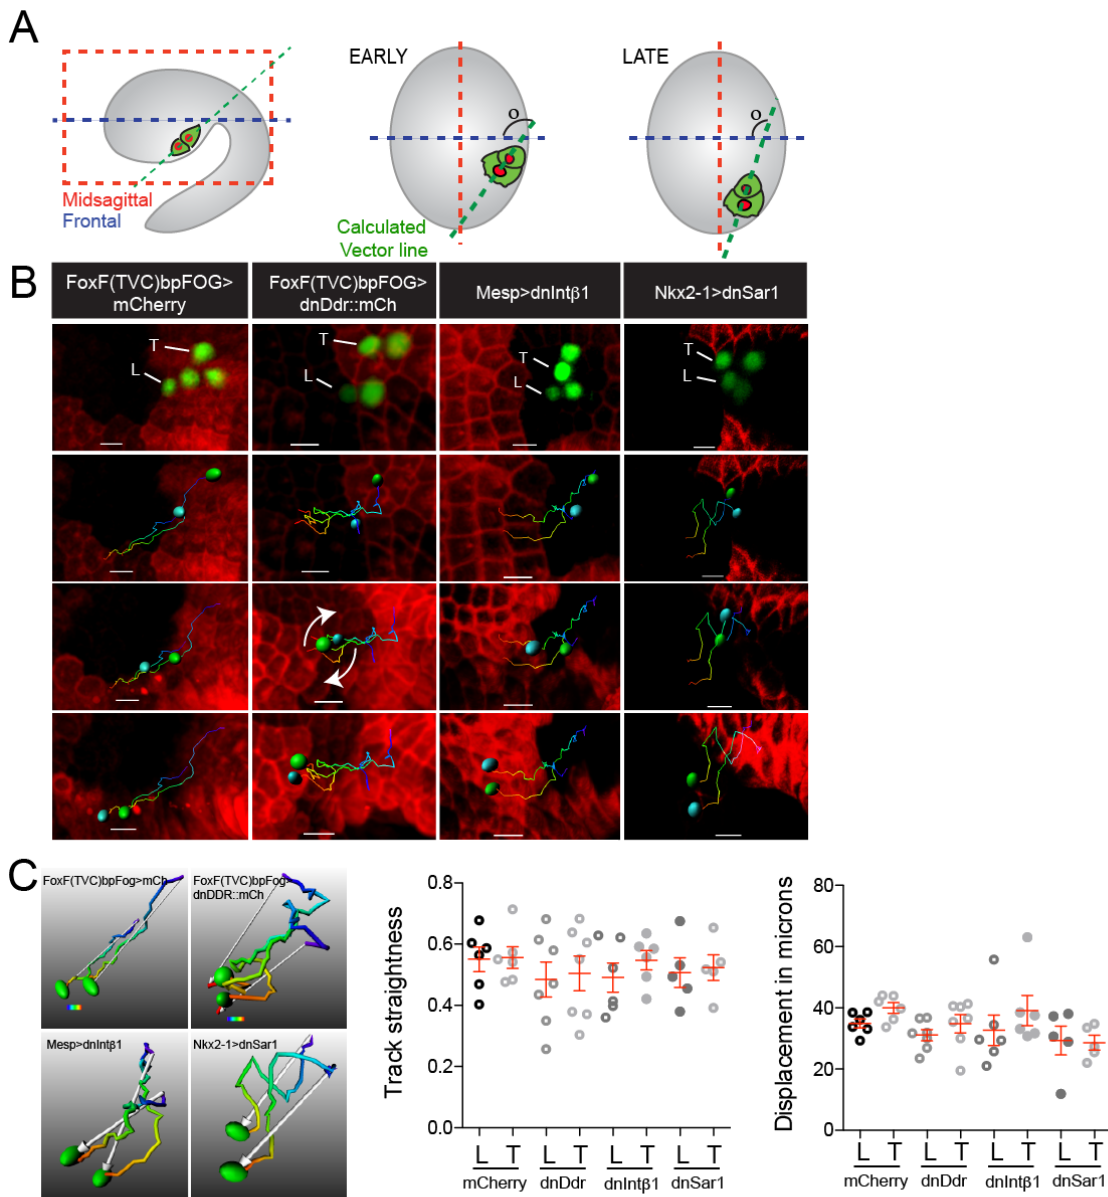 A
EARLY
LATE
o
o
Midsagittal
Frontal
Calculated
Vector line
B
FoxF(TVC)bpFOG>
mCherry
FoxF(TVC)bpFOG>
dnDdr::mCh
Mesp>dnIntβ1
Nkx2-1>dnSar1
T
L
T
L
T
L
T
L
C
FoxF(TVC)bpFog>mCh
FoxF(TVC)bpFog>
dnDDR::mCh
Mesp>dnIntβ1
Nkx2-1>dnSar1
Track straightness
0.8
0.6
0.4
0.2
0.0
L T L T L T L T
mCherry dnDdr dnIntβ1 dnSar1
Displacement in microns
80
60
40
20
0
L T L T L T L T
mCherry dnDdr dnIntβ1 dnSar1